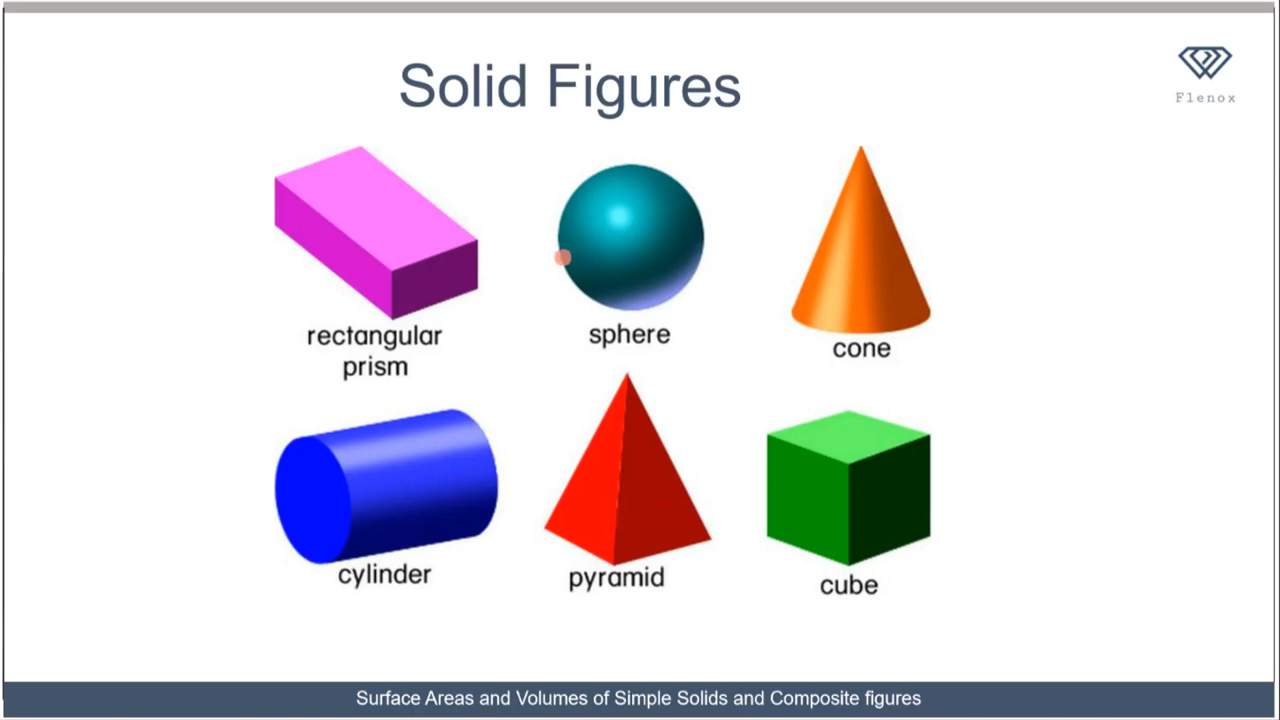 Solid Figures
Flenox
rectangular
prism
sphere
cone
cylinder
pyramid
cube
Surface Areas and Volumes of Simple Solids and Composite figures